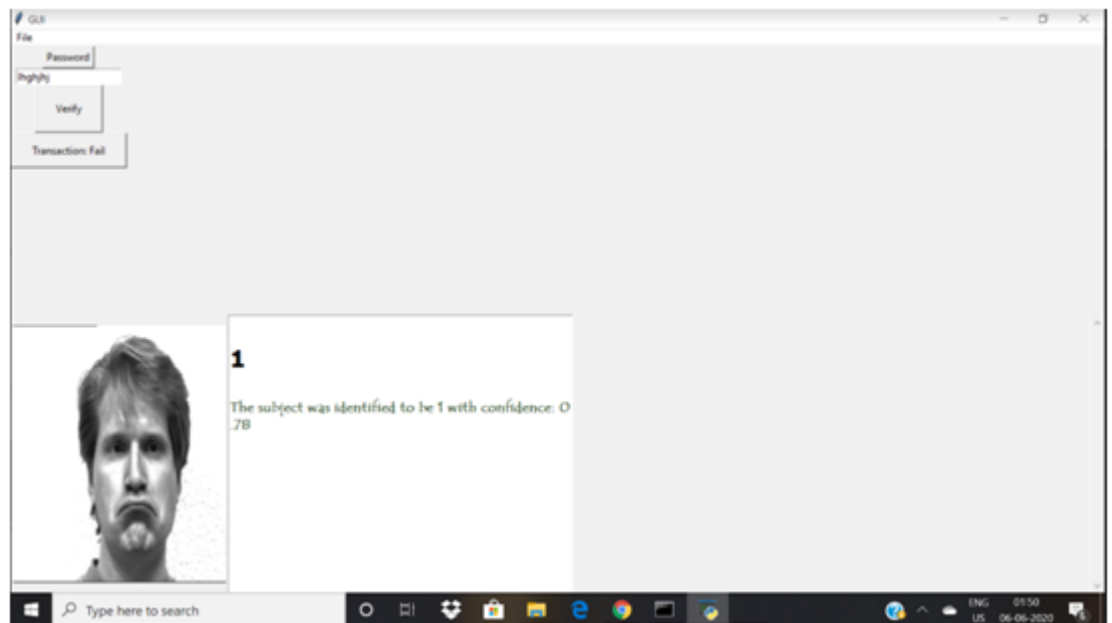 GUI
File
Password
lhghjhj
Verify
Transaction: Fail
1
The subject was identified to be 1 with confidence: 0
.78
Type here to search
ENG
US
01:50
06-06-2020